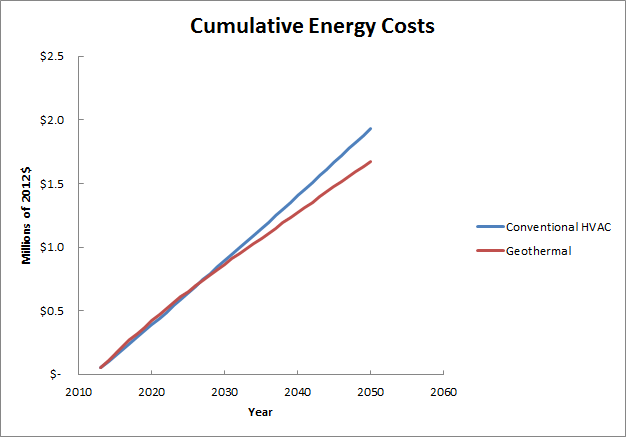 Cumulative Energy Costs
$2.5
$2.0
$1.5
$1.0
$0.5
$-
Millions of 2012$
2010 2020 2030 2040 2050 2060
Year
Conventional HVAC
Geothermal